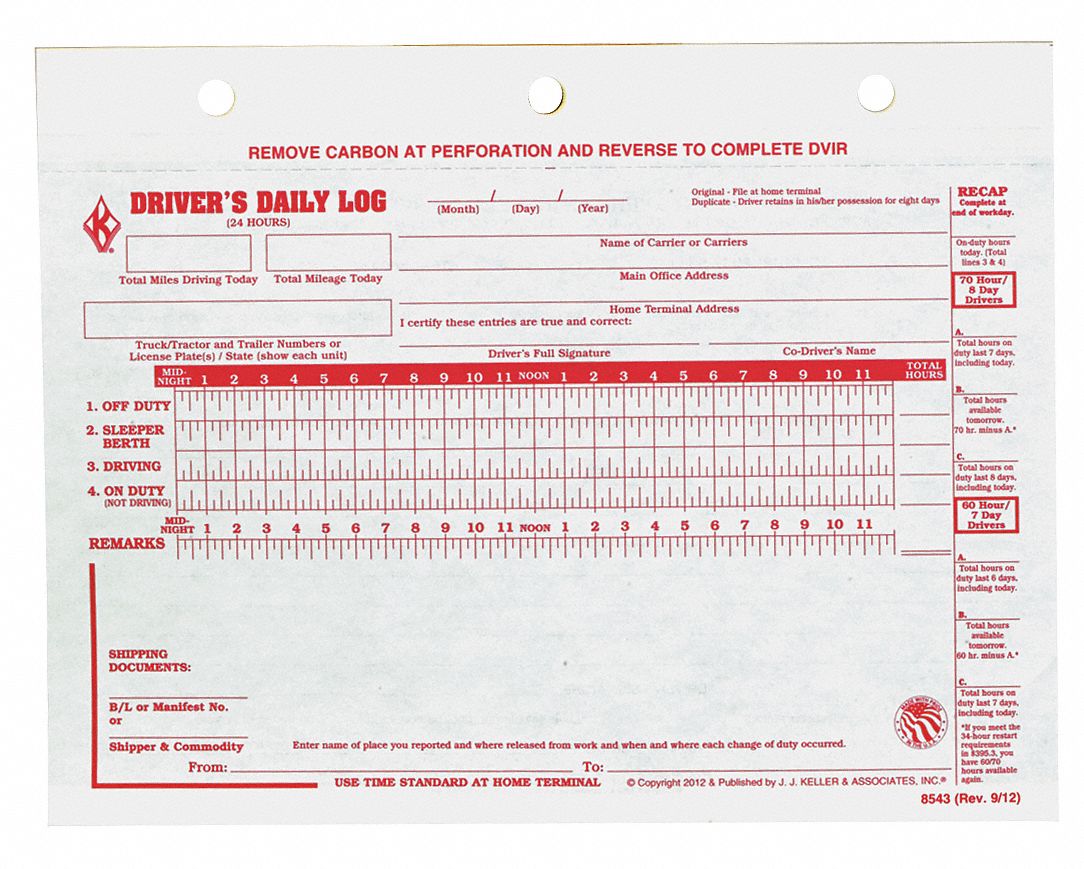 REMOVE CARBON AT PERFORATION AND REVERSE TO COMPLETE DVIR
K ®
DRIVER'S DAILY LOG
(24 HOURS)
/ /
(Month) (Day) (Year)
Original - File at home terminal
Duplicate - Driver retains in his/her possession for eight days
Total Miles Driving Today
Total Mileage Today
Name of Carrier or Carriers
Main Office Address
Home Terminal Address
Truck/Tractor and Trailer Numbers or
License Plate(s) / State (show each unit)
I certify these entries are true and correct:
Driver's Full Signature
Co-Driver's Name
MID-
NIGHT 1 2 3 4 5 6 7 8 9 10 11 NOON 1 2 3 4 5 6 7 8 9 10 11
TOTAL
HOURS
1. OFF DUTY
2. SLEEPER
BERTH
3. DRIVING
4. ON DUTY
(NOT DRIVING)
MID-
NIGHT 1 2 3 4 5 6 7 8 9 10 11 NOON 1 2 3 4 5 6 7 8 9 10 11
REMARKS
SHIPPING
DOCUMENTS:
B/L or Manifest No.
or
Shipper & Commodity
Enter name of place you reported and where released from work and when and where each change of duty occurred.
From: To:
USE TIME STANDARD AT HOME TERMINAL
© Copyright 2012 & Published by J. J. KELLER & ASSOCIATES, INC.®
MADE WITH PRIDE
IN THE U.S.A.
RECAP
Complete at
end of workday.
On-duty hours
today. (Total
lines 3 & 4)
70 Hour/
8 Day
Drivers
A.
Total hours on
duty last 7 days,
including today.
B.
Total hours
available
tomorrow.
70 hr. minus A.*
C.
Total hours on
duty last 8 days,
including today.
60 Hour/
7 Day
Drivers
A.
Total hours on
duty last 6 days,
including today.
B.
Total hours
available
tomorrow.
60 hr. minus A.*
C.
Total hours on
duty last 7 days,
including today.
*If you meet the
34-hour restart
requirements
in §395.3, you
have 60/70
hours available
again.
8543 (Rev. 9/12)